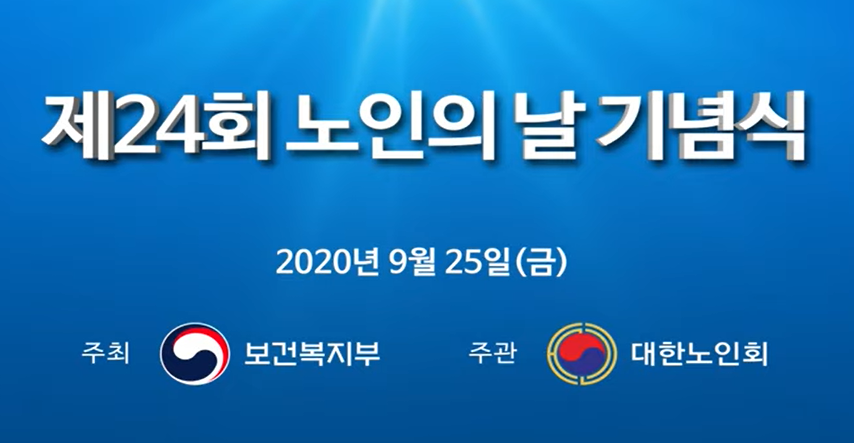 제24회 노인의 날 기념식
2020년 9월 25일(금)
주최 보건복지부 주관 대한노인회